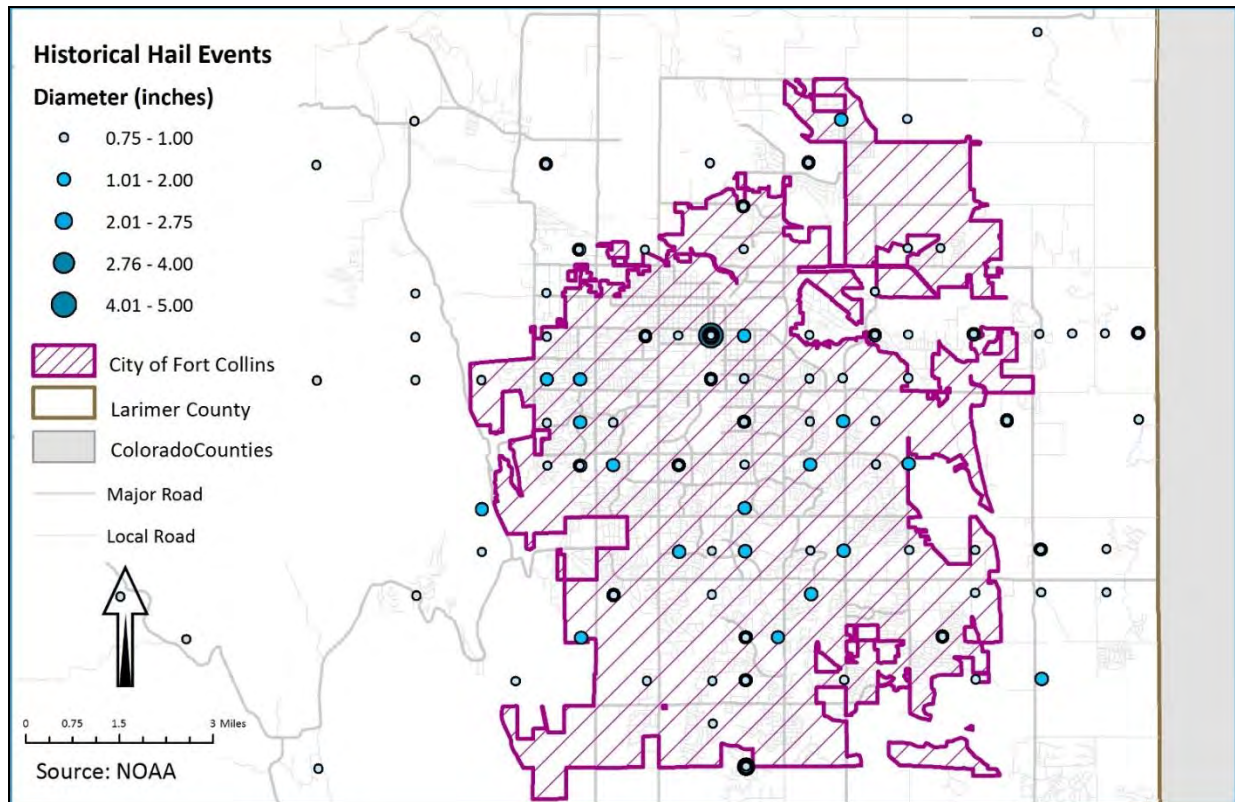 Historical Hail Events
Diameter (inches)
0.75 - 1.00
1.01 - 2.00
2.01 - 2.75
2.76 - 4.00
4.01 - 5.00
City of Fort Collins
Larimer County
ColoradoCounties
Major Road
Local Road
0 0.75 1.5 3 Miles
Source: NOAA